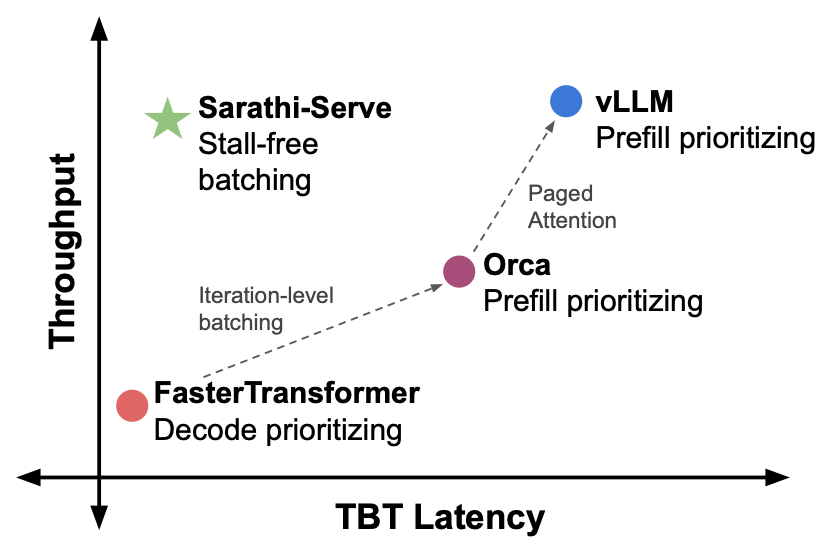 Throughput
Sarathi-Serve
Stall-free
batching
vLLM
Prefill prioritizing
Paged
Attention
Orca
Prefill prioritizing
Iteration-level
batching
FasterTransformer
Decode prioritizing
TBT Latency